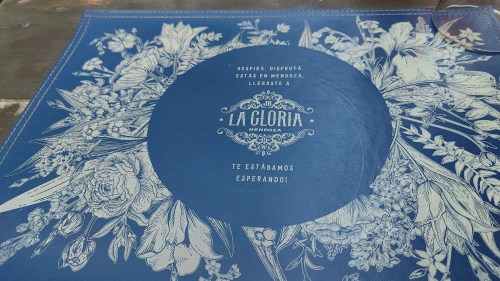 RESPIRÁ, DISFRUTÁ,
ESTÁS EN MENDOZA,
LLEGASTE A
LA GLORIA
MENDOZA
TE ESTÁBAMOS
ESPERANDO!